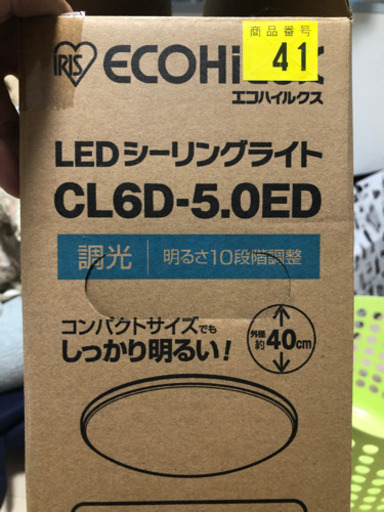 商品番号
41
IRIS ECOHiLUX
エコハイルクス
LEDシーリングライト
CL6D-5.0ED
調光 明るさ10段階調整
コンパクトサイズでも
しっかり明るい!
外径
約40cm